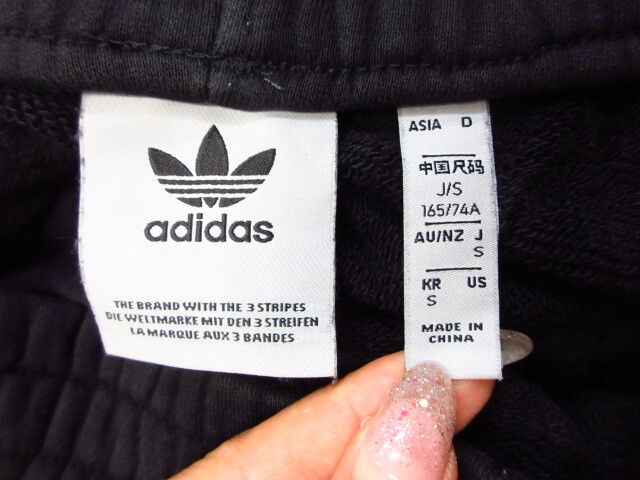 adidas
THE BRAND WITH THE 3 STRIPES
DIE WELTMARKE MIT DEN 3 STREIFEN
LA MARQUE AUX 3 BANDES
ASIA D
中国尺码
J/S
165/74A
AU/NZ J
S
KR US
S
MADE IN
CHINA